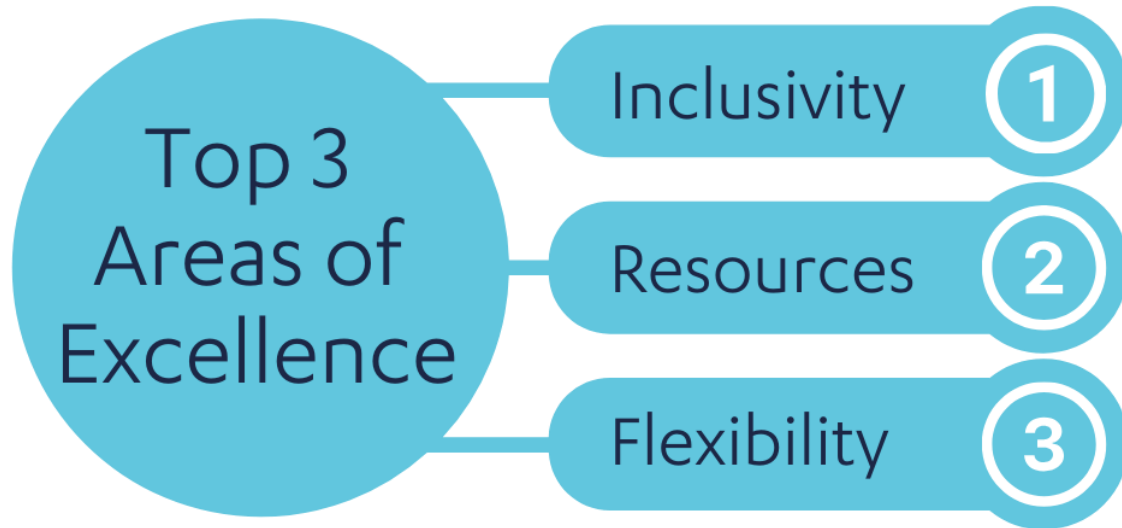 Top 3
Areas of
Excellence
Inclusivity 1
Resources 2
Flexibility 3